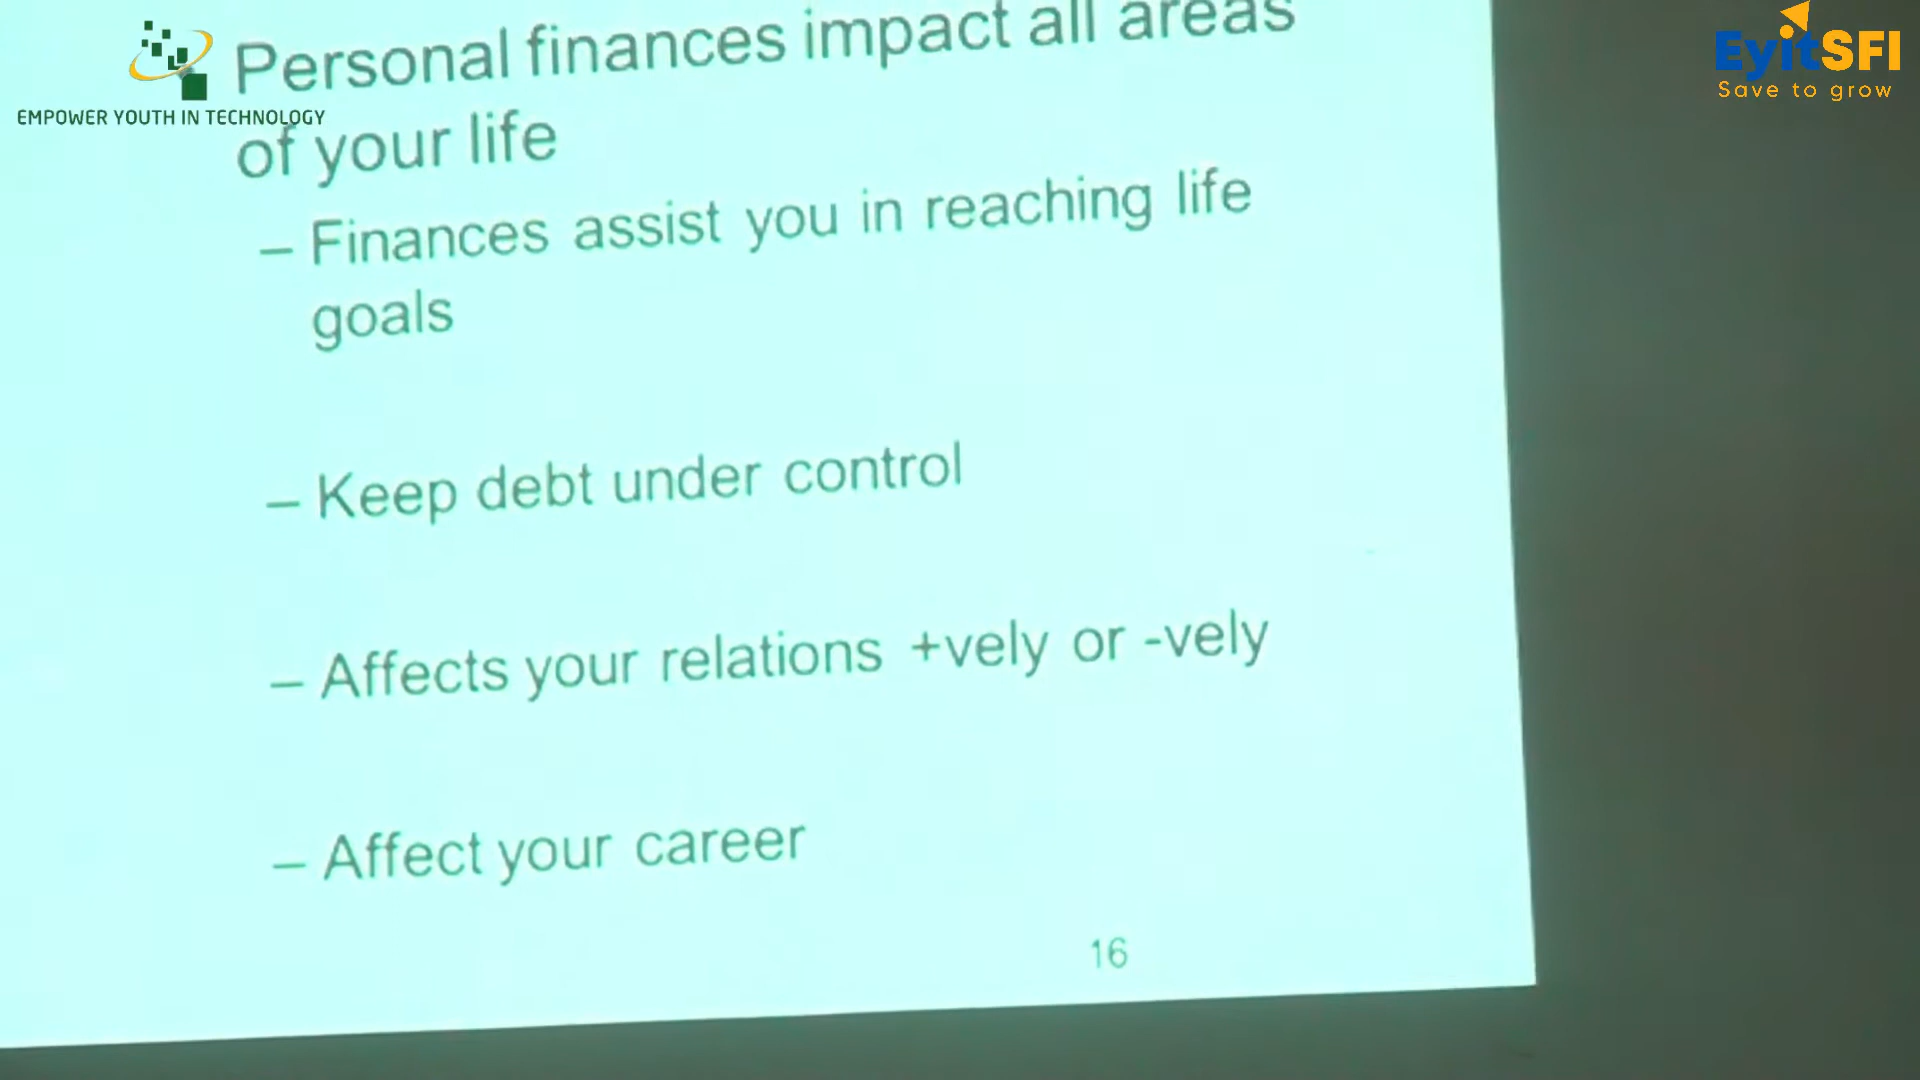 Personal finances impact all areas
of your life
EMPOWER YOUTH IN TECHNOLOGY
EyitSFI
Save to grow
– Finances assist you in reaching life
goals
– Keep debt under control
– Affects your relations +vely or -vely
– Affect your career
16